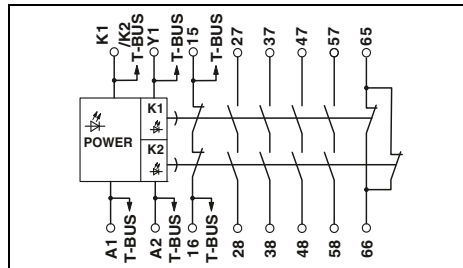 K1
/K2
T-BUS
Y1
T-BUS
15
T-BUS
27
37
47
57
65
K1
POWER
K2
A1
T-BUS
A2
T-BUS
16
T-BUS
28
38
48
58
66